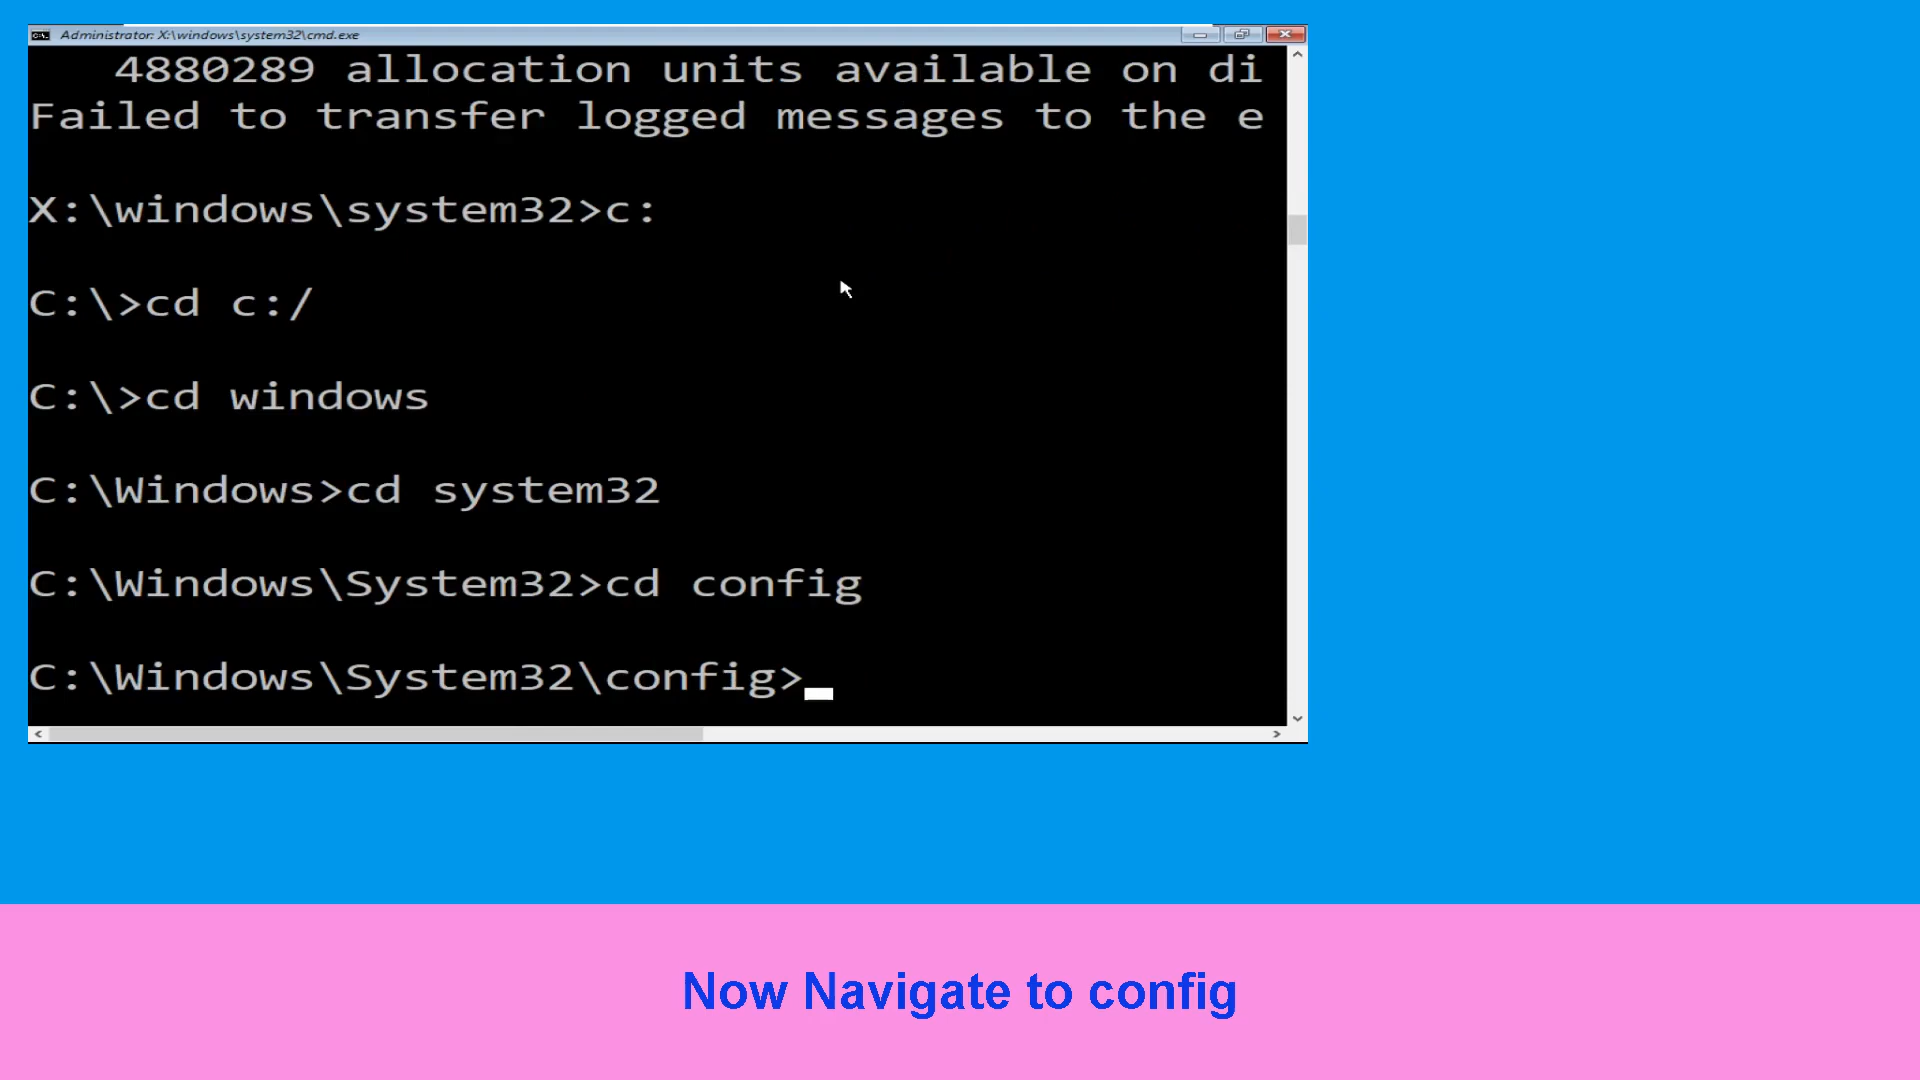 Administrator: X:\windows\system32\cmd.exe
4880289 allocation units available on di
Failed to transfer logged messages to the e
X:\windows\system32>c:
C:\>cd c:/
C:\>cd windows
C:\Windows>cd system32
C:\Windows\System32>cd config
C:\Windows\System32\config>
Now Navigate to config